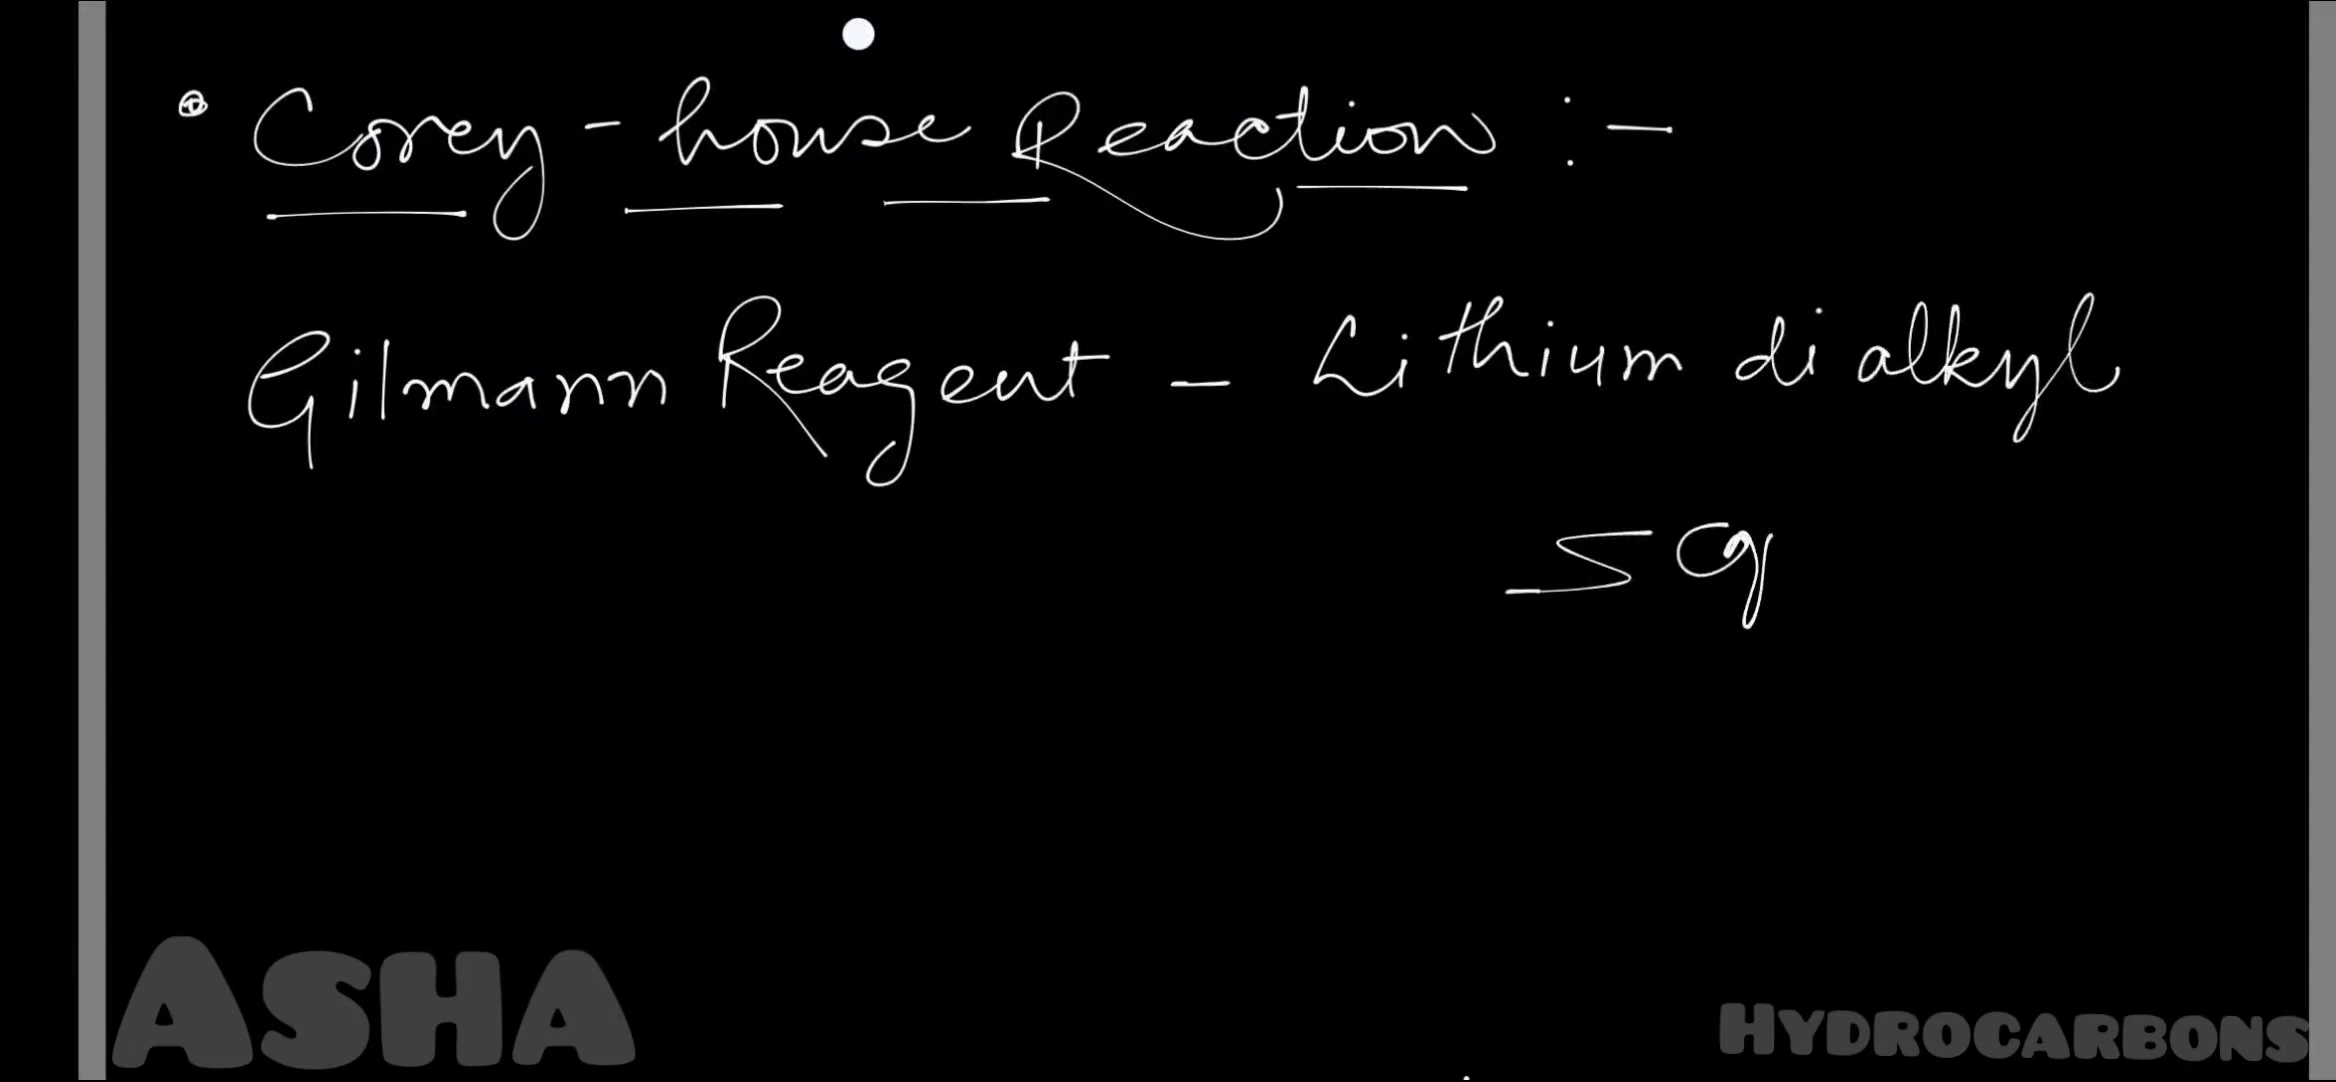 Corey - house Reaction :-
Gilmann Reagent - Lithium di alkyl
ASHA
HYDROCARBONS